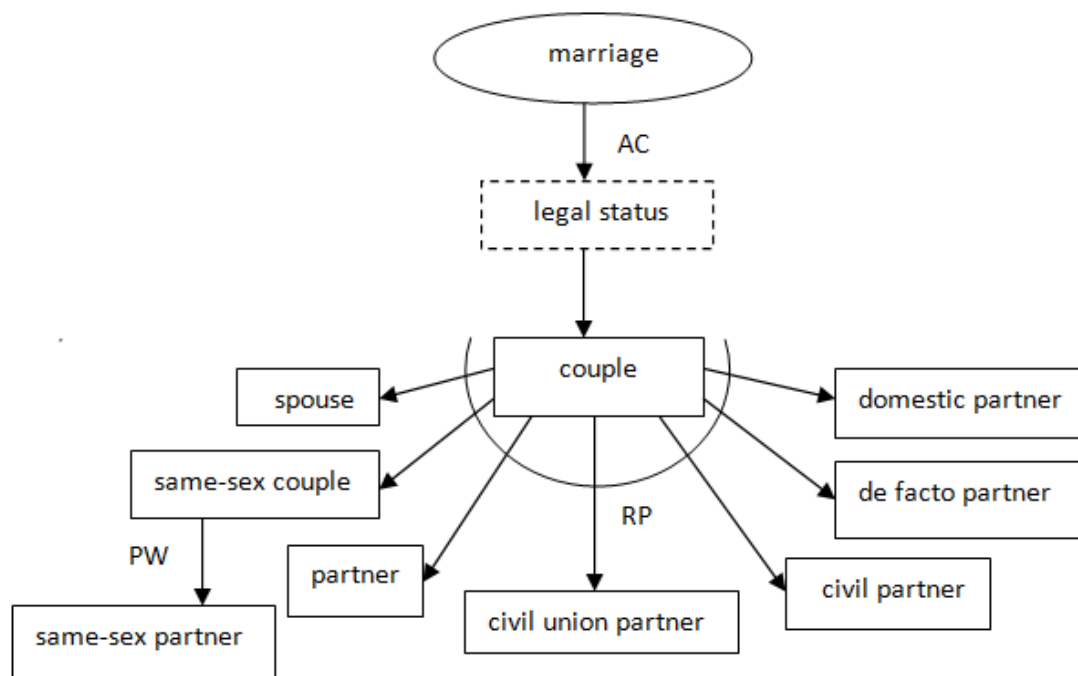 marriage
AC
legal status
couple
spouse
domestic partner
same-sex couple
de facto partner
RP
PW
partner
civil partner
civil union partner
same-sex partner